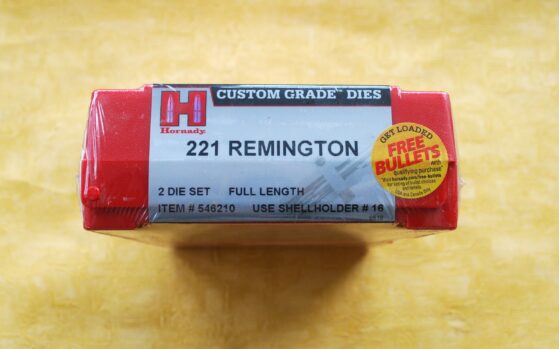 CUSTOM GRADE™ DIES
H
Hornady
221 REMINGTON
2 DIE SET FULL LENGTH
ITEM # 546210 USE SHELLHOLDER # 16
GET LOADED
FREE
BULLETS
with
qualifying purchase*